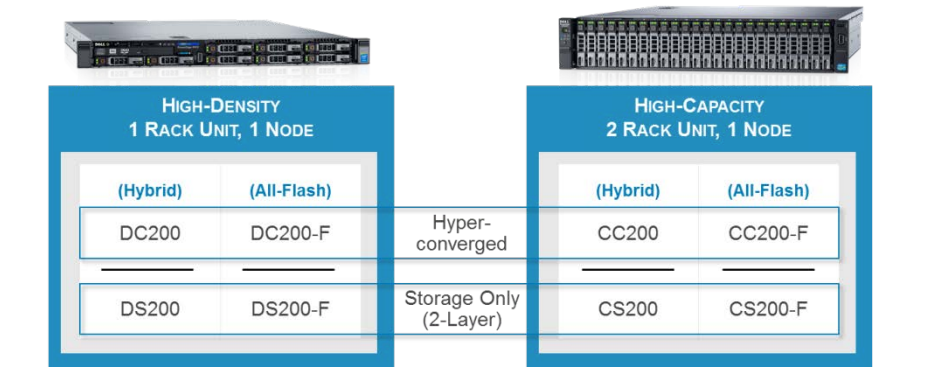 HIGH-DENSITY
1 RACK UNIT, 1 NODE
HIGH-CAPACITY
2 RACK UNIT, 1 NODE
(Hybrid) (All-Flash) (Hybrid) (All-Flash)
DC200 DC200-F Hyper-
converged CC200 CC200-F
DS200 DS200-F Storage Only
(2-Layer) CS200 CS200-F